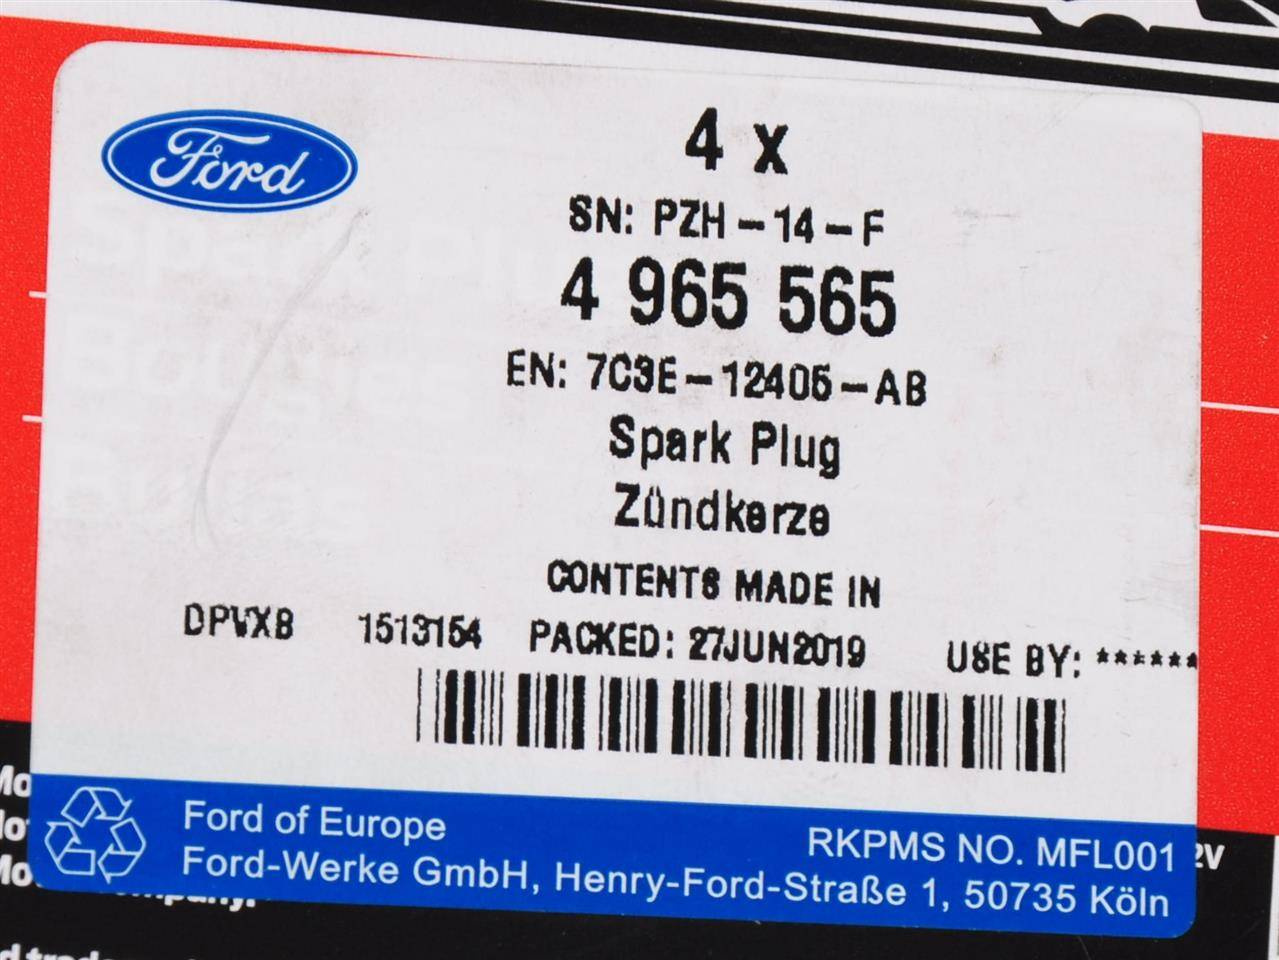 Ford
4 x
SN: PZH-14-F
4 965 565
EN: 7C3E-12405-AB
Spark Plug
Zündkerze
CONTENTS MADE IN
DPVXB 1513154 PACKED: 27JUN2019 USE BY: ******
Ford of Europe
RKPMS NO. MFL001
Ford-Werke GmbH, Henry-Ford-Straße 1, 50735 Köln